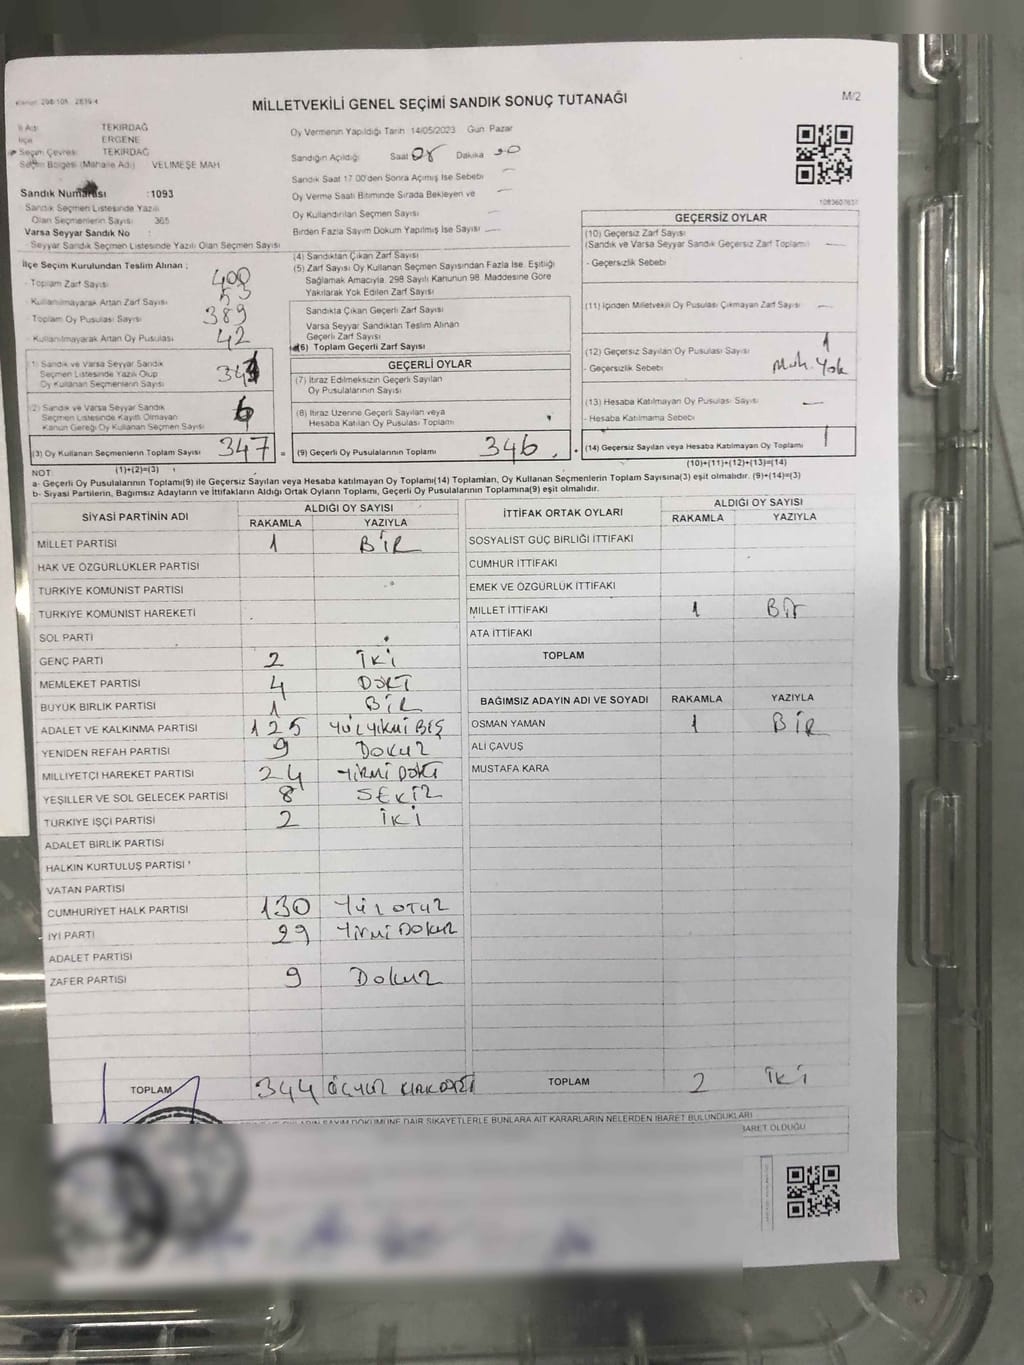 Kanun: 298/105, 2839/4
MİLLETVEKİLİ GENEL SEÇİMİ SANDIK SONUÇ TUTANAĞI
M/2
İl Adı TEKİRDAĞ
İlçe ERGENE
Seçim Çevresi TEKİRDAĞ
Seçim Bölgesi (Mahalle Adı) VELİMEŞE MAH
Sandık Numarası :1093
Sandık Seçmen Listesinde Yazılı
Olan Seçmenlerin Sayısı 365
Varsa Seyyar Sandık No :
Seyyar Sandık Seçmen Listesinde Yazılı Olan Seçmen Sayısı
Oy Vermenin Yapıldığı Tarih 14/05/2023 Gün: Pazar
Sandığın Açıldığı Saat 08 Dakika
Sandık Saat 17:00'den Sonra Açılmış İse Sebebi —
Oy Verme Saati Bitiminde Sırada Bekleyen ve —
Oy Kullandırılan Seçmen Sayısı —
Birden Fazla Sayım Döküm Yapılmış İse Sayısı —
1083607637
İlçe Seçim Kurulundan Teslim Alınan ;
- Toplam Zarf Sayısı 400
- Kullanılmayarak Artan Zarf Sayısı 53
- Toplam Oy Pusulası Sayısı 389
- Kullanılmayarak Artan Oy Pusulası 42
(1) Sandık ve Varsa Seyyar Sandık
Seçmen Listesinde Yazılı Olup
Oy Kullanan Seçmenlerin Sayısı
(2) Sandık ve Varsa Seyyar Sandık
Seçmen Listesinde Kayıtlı Olmayan
Kanun Gereği Oy Kullanan Seçmen Sayısı 6
(3) Oy Kullanan Seçmenlerin Toplam Sayısı 347 =
(4) Sandıktan Çıkan Zarf Sayısı
(5) Zarf Sayısı Oy Kullanan Seçmen Sayısından Fazla İse, Eşitliği
Sağlamak Amacıyla, 298 Sayılı Kanunun 98. Maddesine Göre
Yakılarak Yok Edilen Zarf Sayısı
Sandıkta Çıkan Geçerli Zarf Sayısı
Varsa Seyyar Sandıktan Teslim Alınan
Geçerli Zarf Sayısı
(6) Toplam Geçerli Zarf Sayısı
GEÇERLİ OYLAR
(7) İtiraz Edilmeksizin Geçerli Sayılan
Oy Pusulalarının Sayısı
(8) İtiraz Üzerine Geçerli Sayılan veya
Hesaba Katılan Oy Pusulası Toplamı
(9) Geçerli Oy Pusulalarının Toplamı 346 +
GEÇERSİZ OYLAR
(10) Geçersiz Zarf Sayısı
(Sandık ve Varsa Seyyar Sandık Geçersiz Zarf Toplamı) —
- Geçersizlik Sebebi
(11) İçinden Milletvekili Oy Pusulası Çıkmayan Zarf Sayısı —
(12) Geçersiz Sayılan Oy Pusulası Sayısı 1
Geçersizlik Sebebi Müh. Yok
(13) Hesaba Katılmayan Oy Pusulası Sayısı —
- Hesaba Katılmama Sebebi
(14) Geçersiz Sayılan veya Hesaba Katılmayan Oy Toplamı 1
NOT: (1)+(2)=(3) (10)+(11)+(12)+(13)=(14)
a- Geçerli Oy Pusulalarının Toplamı(9) ile Geçersiz Sayılan veya Hesaba katılmayan Oy Toplamı(14) Toplamları, Oy Kullanan Seçmenlerin Toplam Sayısına(3) eşit olmalıdır. (9)+(14)=(3)
b- Siyasi Partilerin, Bağımsız Adayların ve İttifakların Aldığı Ortak Oyların Toplamı, Geçerli Oy Pusulalarının Toplamına(9) eşit olmalıdır.
SİYASİ PARTİNİN ADI ALDIĞI OY SAYISI
RAKAMLA YAZIYLA
MİLLET PARTİSİ 1 BİR
HAK VE ÖZGÜRLÜKLER PARTİSİ
TÜRKİYE KOMÜNİST PARTİSİ
TÜRKİYE KOMÜNİST HAREKETİ
SOL PARTİ
GENÇ PARTİ 2 İKİ
MEMLEKET PARTİSİ 4 DÖRT
BÜYÜK BİRLİK PARTİSİ 1 BİR
ADALET VE KALKINMA PARTİSİ 125 YÜZ YİRMİ BEŞ
YENİDEN REFAH PARTİSİ 9 DOKUZ
MİLLİYETÇİ HAREKET PARTİSİ 24 YİRMİ DÖRT
YEŞİLLER VE SOL GELECEK PARTİSİ 8 SEKİZ
TÜRKİYE İŞÇİ PARTİSİ 2 İKİ
ADALET BİRLİK PARTİSİ
HALKIN KURTULUŞ PARTİSİ
VATAN PARTİSİ
CUMHURİYET HALK PARTİSİ 130 YÜZ OTUZ
İYİ PARTİ 29 YİRMİ DOKUZ
ADALET PARTİSİ
ZAFER PARTİSİ 9 DOKUZ
TOPLAM 344 ÜÇYÜZ KIRKDÖRT
İTTİFAK ORTAK OYLARI ALDIĞI OY SAYISI
RAKAMLA YAZIYLA
SOSYALİST GÜÇ BİRLİĞİ İTTİFAKI
CUMHUR İTTİFAKI
EMEK VE ÖZGÜRLÜK İTTİFAKI
MİLLET İTTİFAKI 1 BİR
ATA İTTİFAKI
TOPLAM
BAĞIMSIZ ADAYIN ADI VE SOYADI RAKAMLA YAZIYLA
OSMAN YAMAN 1 BİR
ALİ ÇAVUŞ
MUSTAFA KARA
TOPLAM 2 İKİ
SAYIM DÖKÜMÜNE DAİR ŞİKAYETLERLE BUNLARA AİT KARARLARIN NELERDEN İBARET BULUNDUKLARI
İBARET OLDUĞU